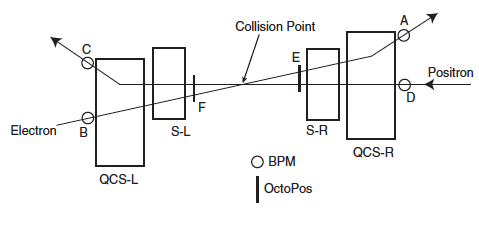 Collision Point
A
C
E
Positron
D
F
Electron
B
S-L
S-R
QCS-R
BPM
QCS-L
OctoPos